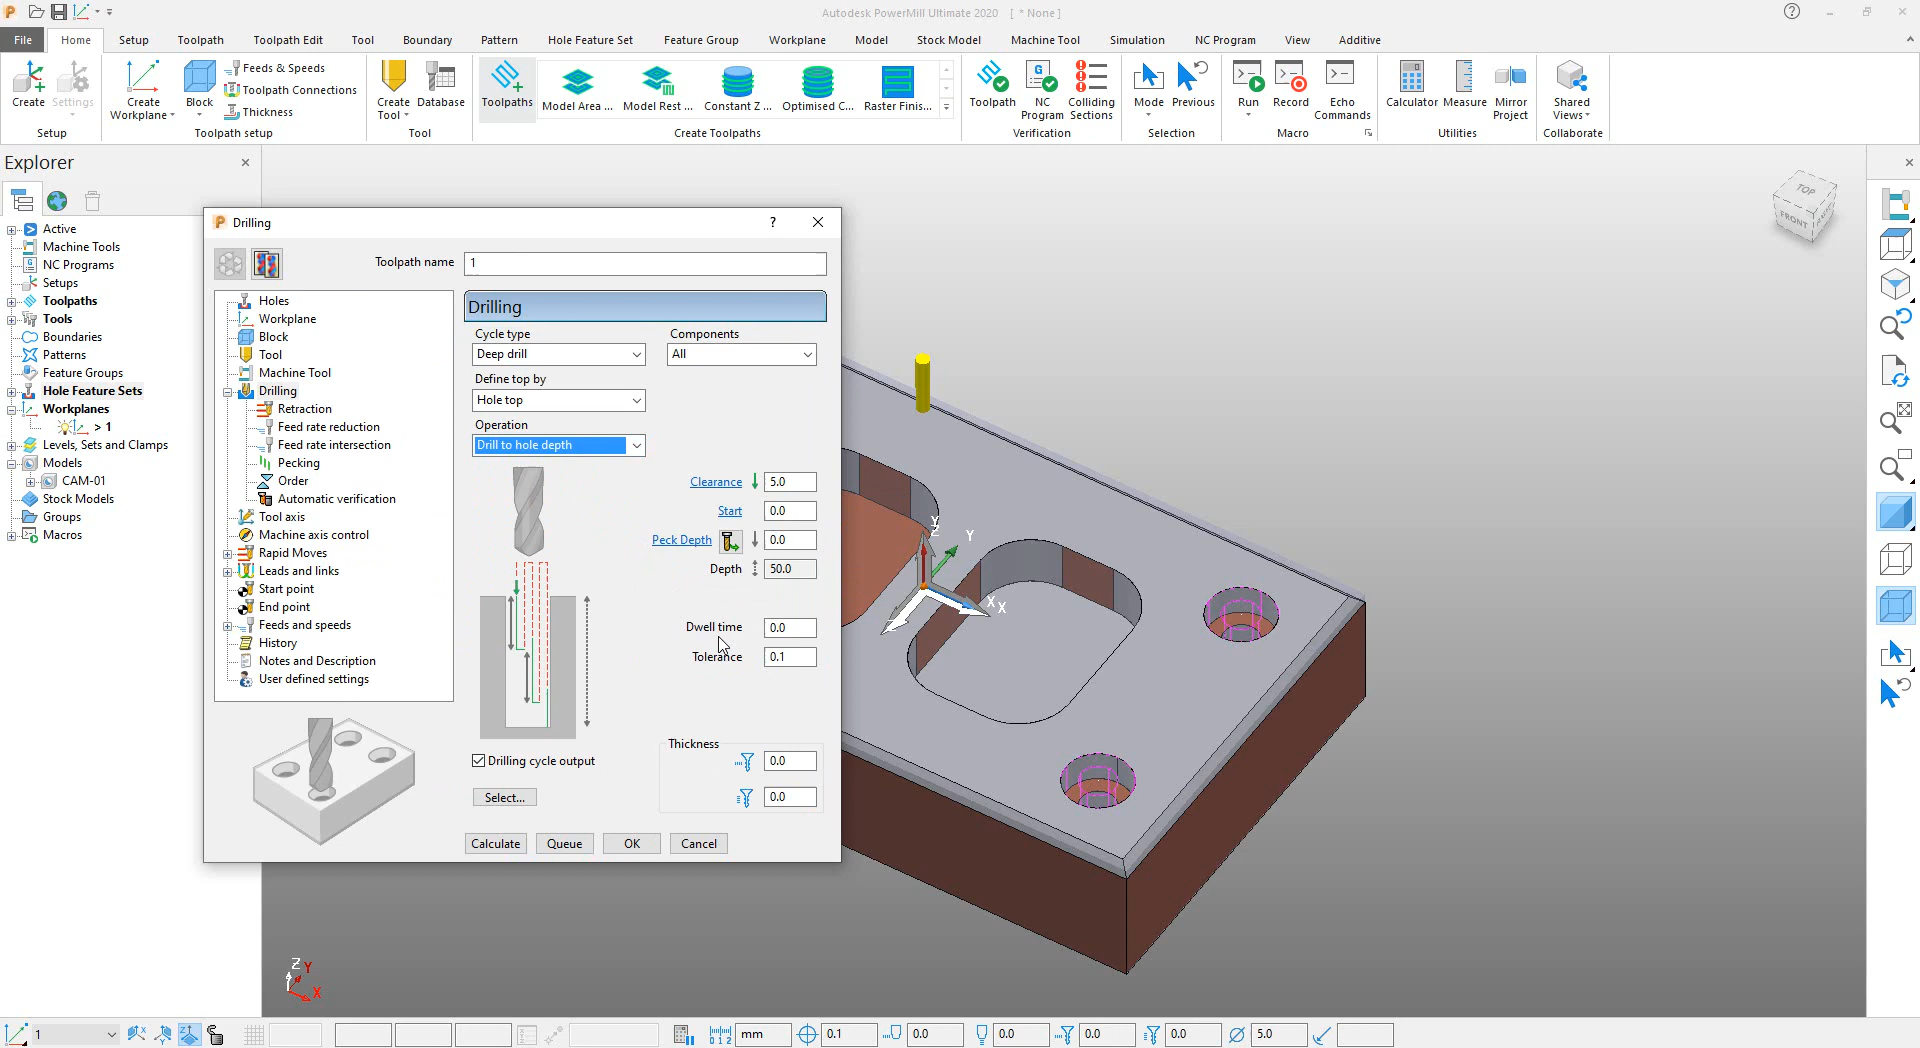 Autodesk PowerMill Ultimate 2020 [ * None ]
File Home Setup Toolpath Toolpath Edit Tool Boundary Pattern Hole Feature Set Feature Group Workplane Model Stock Model Machine Tool Simulation NC Program View Additive
Create
Settings
Setup
Create Workplane
Block
Feeds & Speeds
Toolpath Connections
Thickness
Toolpath setup
Create Tool
Database
Tool
Toolpaths
Model Area ...
Model Rest ...
Constant Z ...
Optimised C...
Raster Finis...
Create Toolpaths
Toolpath
NC Program
Colliding Sections
Verification
Mode
Previous
Selection
Run
Record
Echo Commands
Macro
Calculator
Measure
Mirror Project
Utilities
Shared Views
Collaborate
Explorer
Active
Machine Tools
NC Programs
Setups
Toolpaths
Tools
Boundaries
Patterns
Feature Groups
Hole Feature Sets
Workplanes
> 1
Levels, Sets and Clamps
Models
CAM-01
Stock Models
Groups
Macros
Drilling
Toolpath name 1
Holes
Workplane
Block
Tool
Machine Tool
Drilling
Retraction
Feed rate reduction
Feed rate intersection
Pecking
Order
Automatic verification
Tool axis
Machine axis control
Rapid Moves
Leads and links
Start point
End point
Feeds and speeds
History
Notes and Description
User defined settings
Drilling
Cycle type
Deep drill
Components
All
Define top by
Hole top
Operation
Drill to hole depth
Clearance 5.0
Start 0.0
Peck Depth 0.0
Depth 50.0
Dwell time 0.0
Tolerance 0.1
Thickness
0.0
0.0
Drilling cycle output
Select...
Calculate Queue OK Cancel
TOP
FRONT
Y
Z
Y
X
X
Z
Y
X
1
mm 0.1 0.0 0.0 0.0 0.0 5.0